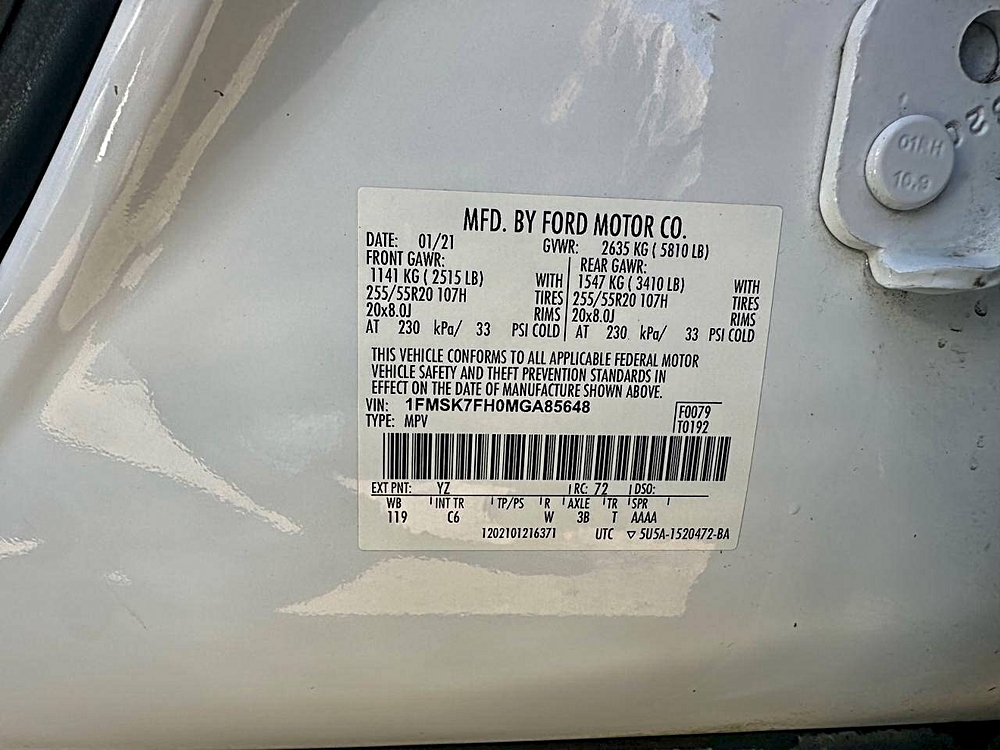 01RH
10.9
MFD. BY FORD MOTOR CO.
DATE: 01/21 GVWR: 2635 KG ( 5810 LB)
FRONT GAWR: REAR GAWR:
1141 KG ( 2515 LB) WITH 1547 KG ( 3410 LB) WITH
255/55R20 107H TIRES 255/55R20 107H TIRES
20x8.0J RIMS 20x8.0J RIMS
AT 230 kPa/ 33 PSI COLD AT 230 kPa/ 33 PSI COLD
THIS VEHICLE CONFORMS TO ALL APPLICABLE FEDERAL MOTOR
VEHICLE SAFETY AND THEFT PREVENTION STANDARDS IN
EFFECT ON THE DATE OF MANUFACTURE SHOWN ABOVE.
VIN: 1FMSK7FH0MGA85648 F0079
TYPE: MPV T0192
EXT PNT: YZ RC: 72 DSO:
WB INT TR TP/PS R AXLE TR SPR
119 C6 W 3B T AAAA
1202101216371 UTC ▽ 5U5A-1520472-BA